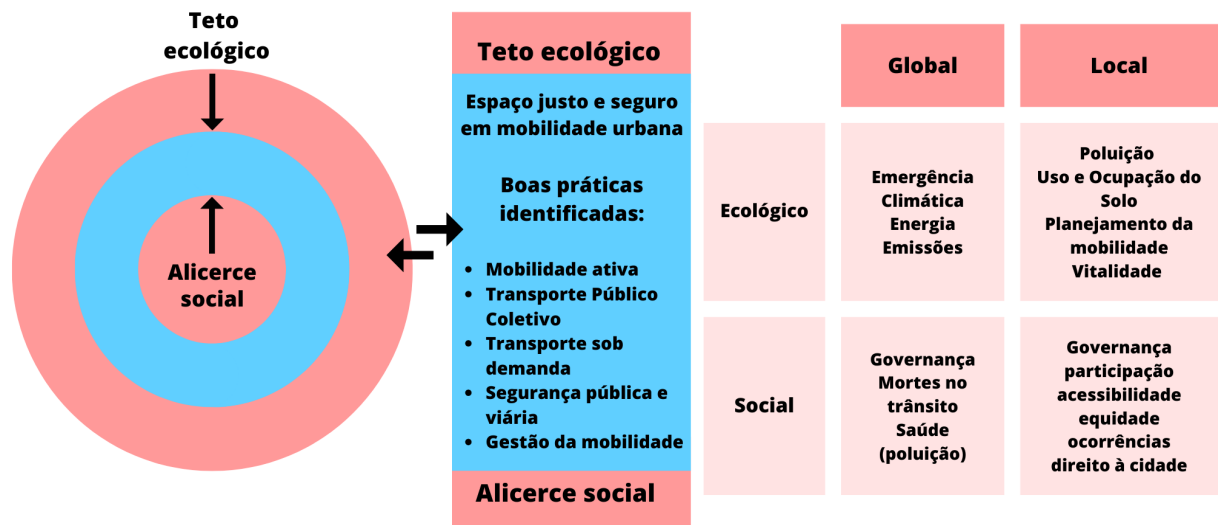 Teto
ecológico
Alicerce
social
Teto ecológico
Espaço justo e seguro
em mobilidade urbana
Boas práticas
identificadas:
• Mobilidade ativa
• Transporte Público
Coletivo
• Transporte sob
demanda
• Segurança pública e
viária
• Gestão da mobilidade
Alicerce social
Global
Local
Ecológico
Emergência
Climática
Energia
Emissões
Poluição
Uso e Ocupação do
Solo
Planejamento da
mobilidade
Vitalidade
Social
Governança
Mortes no
trânsito
Saúde
(poluição)
Governança
participação
acessibilidade
equidade
ocorrências
direito à cidade